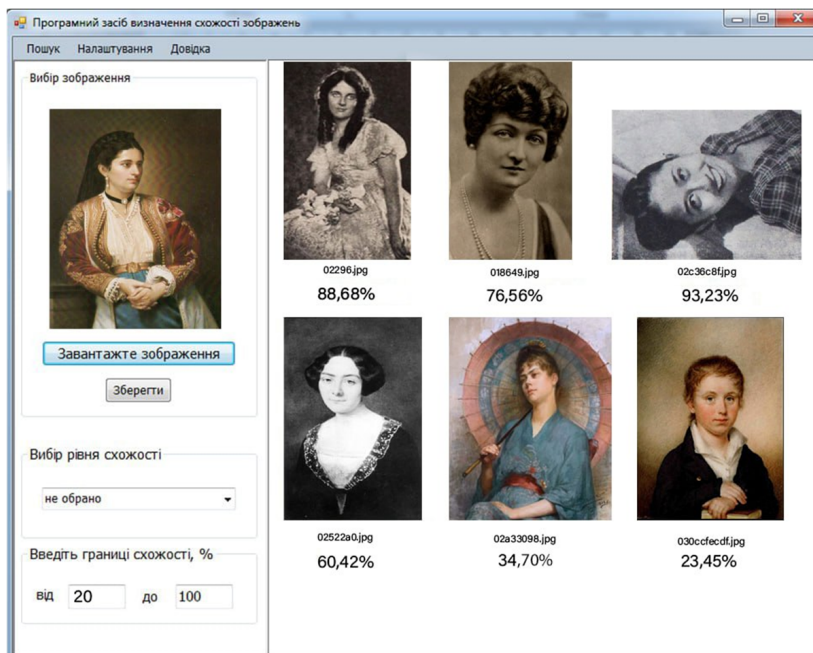 Програмний засіб визначення схожості зображень
Пошук Налаштування Довідка
Вибір зображення
Завантажте зображення
Зберегти
Вибір рівня схожості
не обрано
Введіть границі схожості, %
від 20 до 100
02296.jpg 018649.jpg 02c36c8f.jpg
88,68% 76,56% 93,23%
02522a0.jpg 02a33098.jpg 030ccfecdf.jpg
60,42% 34,70% 23,45%